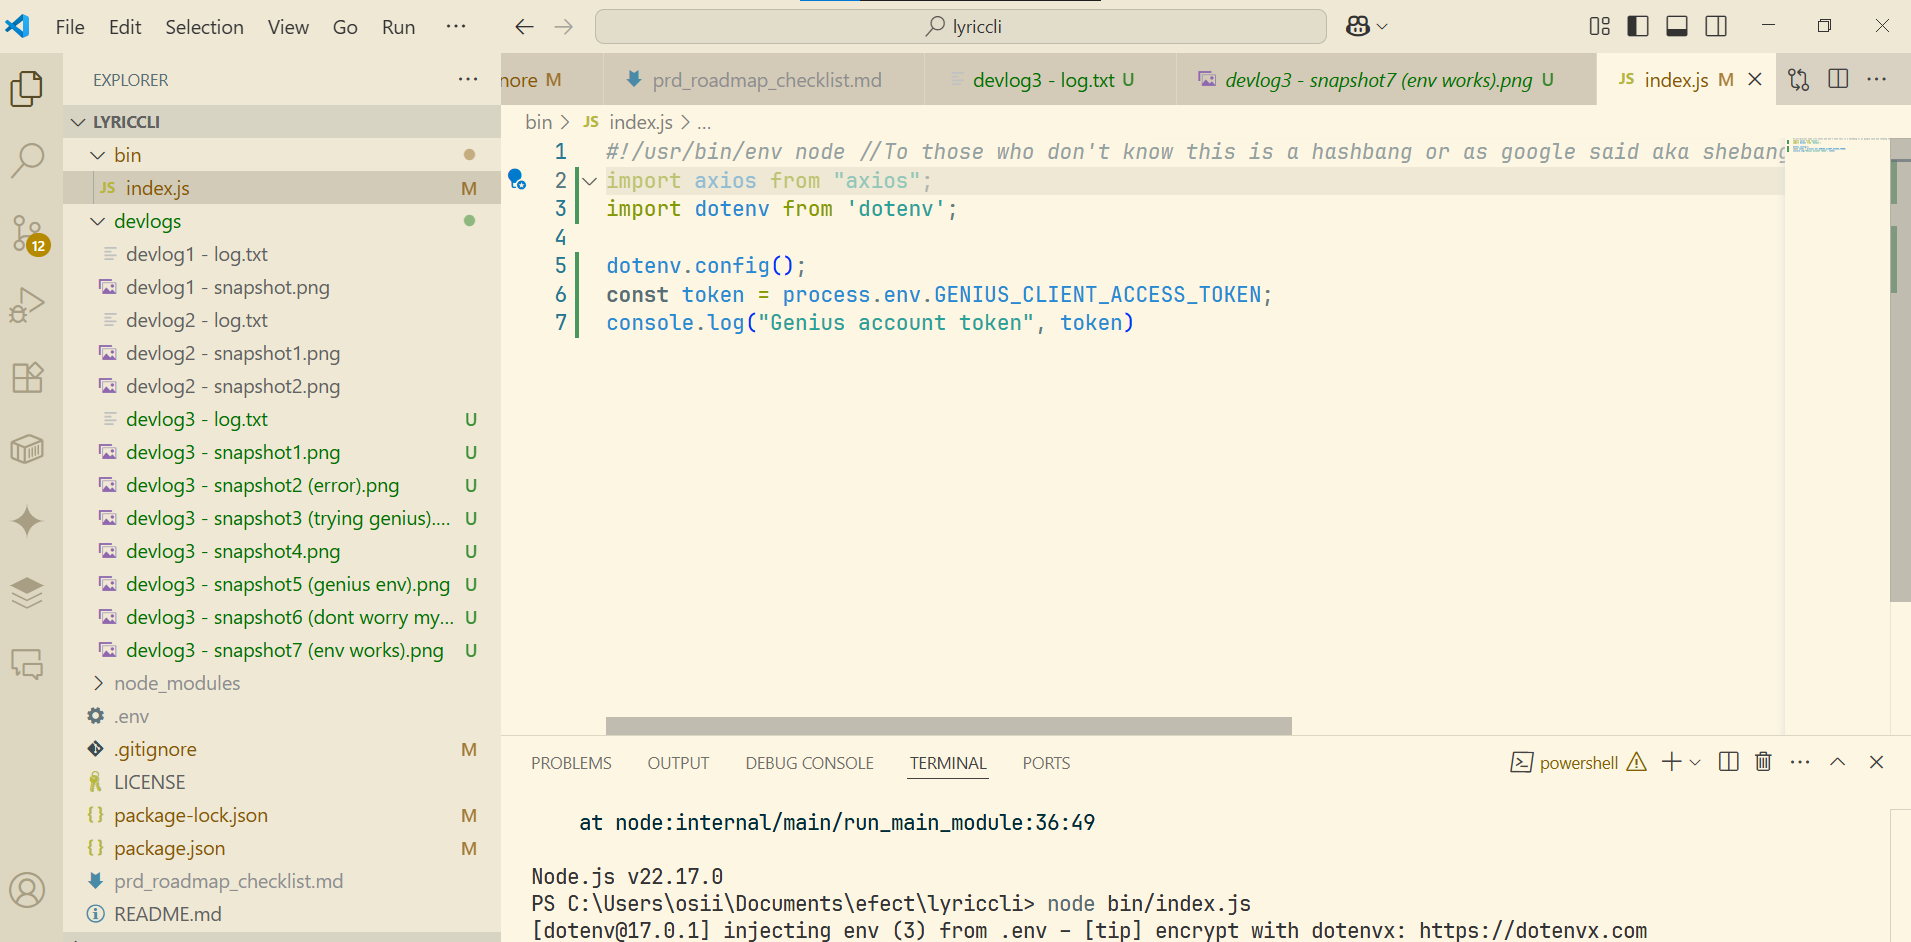 File Edit Selection View Go Run ···
lyriccli
EXPLORER ···
LYRICCLI
bin
JS index.js M
devlogs
devlog1 - log.txt
devlog1 - snapshot.png
devlog2 - log.txt
devlog2 - snapshot1.png
devlog2 - snapshot2.png
devlog3 - log.txt U
devlog3 - snapshot1.png U
devlog3 - snapshot2 (error).png U
devlog3 - snapshot3 (trying genius).... U
devlog3 - snapshot4.png U
devlog3 - snapshot5 (genius env).png U
devlog3 - snapshot6 (dont worry my... U
devlog3 - snapshot7 (env works).png U
node_modules
.env
.gitignore M
LICENSE
{} package-lock.json M
{} package.json M
prd_roadmap_checklist.md
README.md
12
nore M
prd_roadmap_checklist.md
devlog3 - log.txt U
devlog3 - snapshot7 (env works).png U
JS index.js M
bin > JS index.js > ...
1 #!/usr/bin/env node //To those who don't know this is a hashbang or as google said aka shebang
2 import axios from "axios";
3 import dotenv from 'dotenv';
4
5 dotenv.config();
6 const token = process.env.GENIUS_CLIENT_ACCESS_TOKEN;
7 console.log("Genius account token", token)
PROBLEMS OUTPUT DEBUG CONSOLE TERMINAL PORTS
powershell
at node:internal/main/run_main_module:36:49
Node.js v22.17.0
PS C:\Users\osii\Documents\efect\lyriccli> node bin/index.js
[dotenv@17.0.1] injecting env (3) from .env – [tip] encrypt with dotenvx: https://dotenvx.com